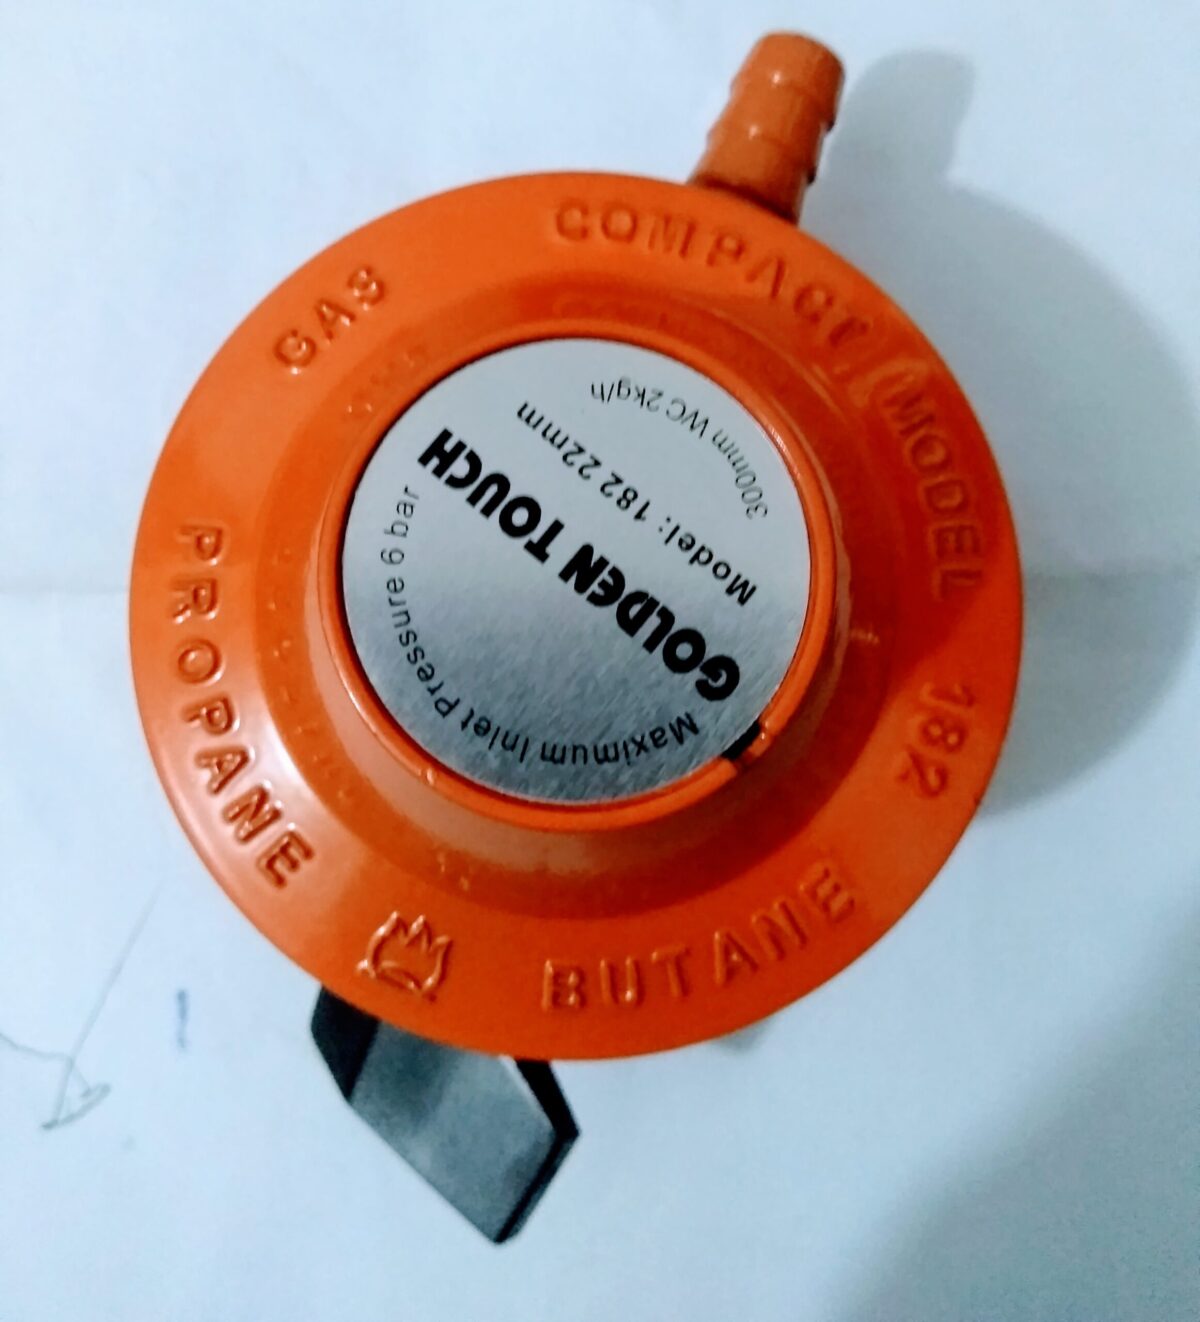 COMPACT
MODEL 182
BUTANE
PROPANE
GAS
300mm WC 2kg/h
Model: 182 22mm
GOLDEN TOUCH
Maximum Inlet Pressure 6 bar